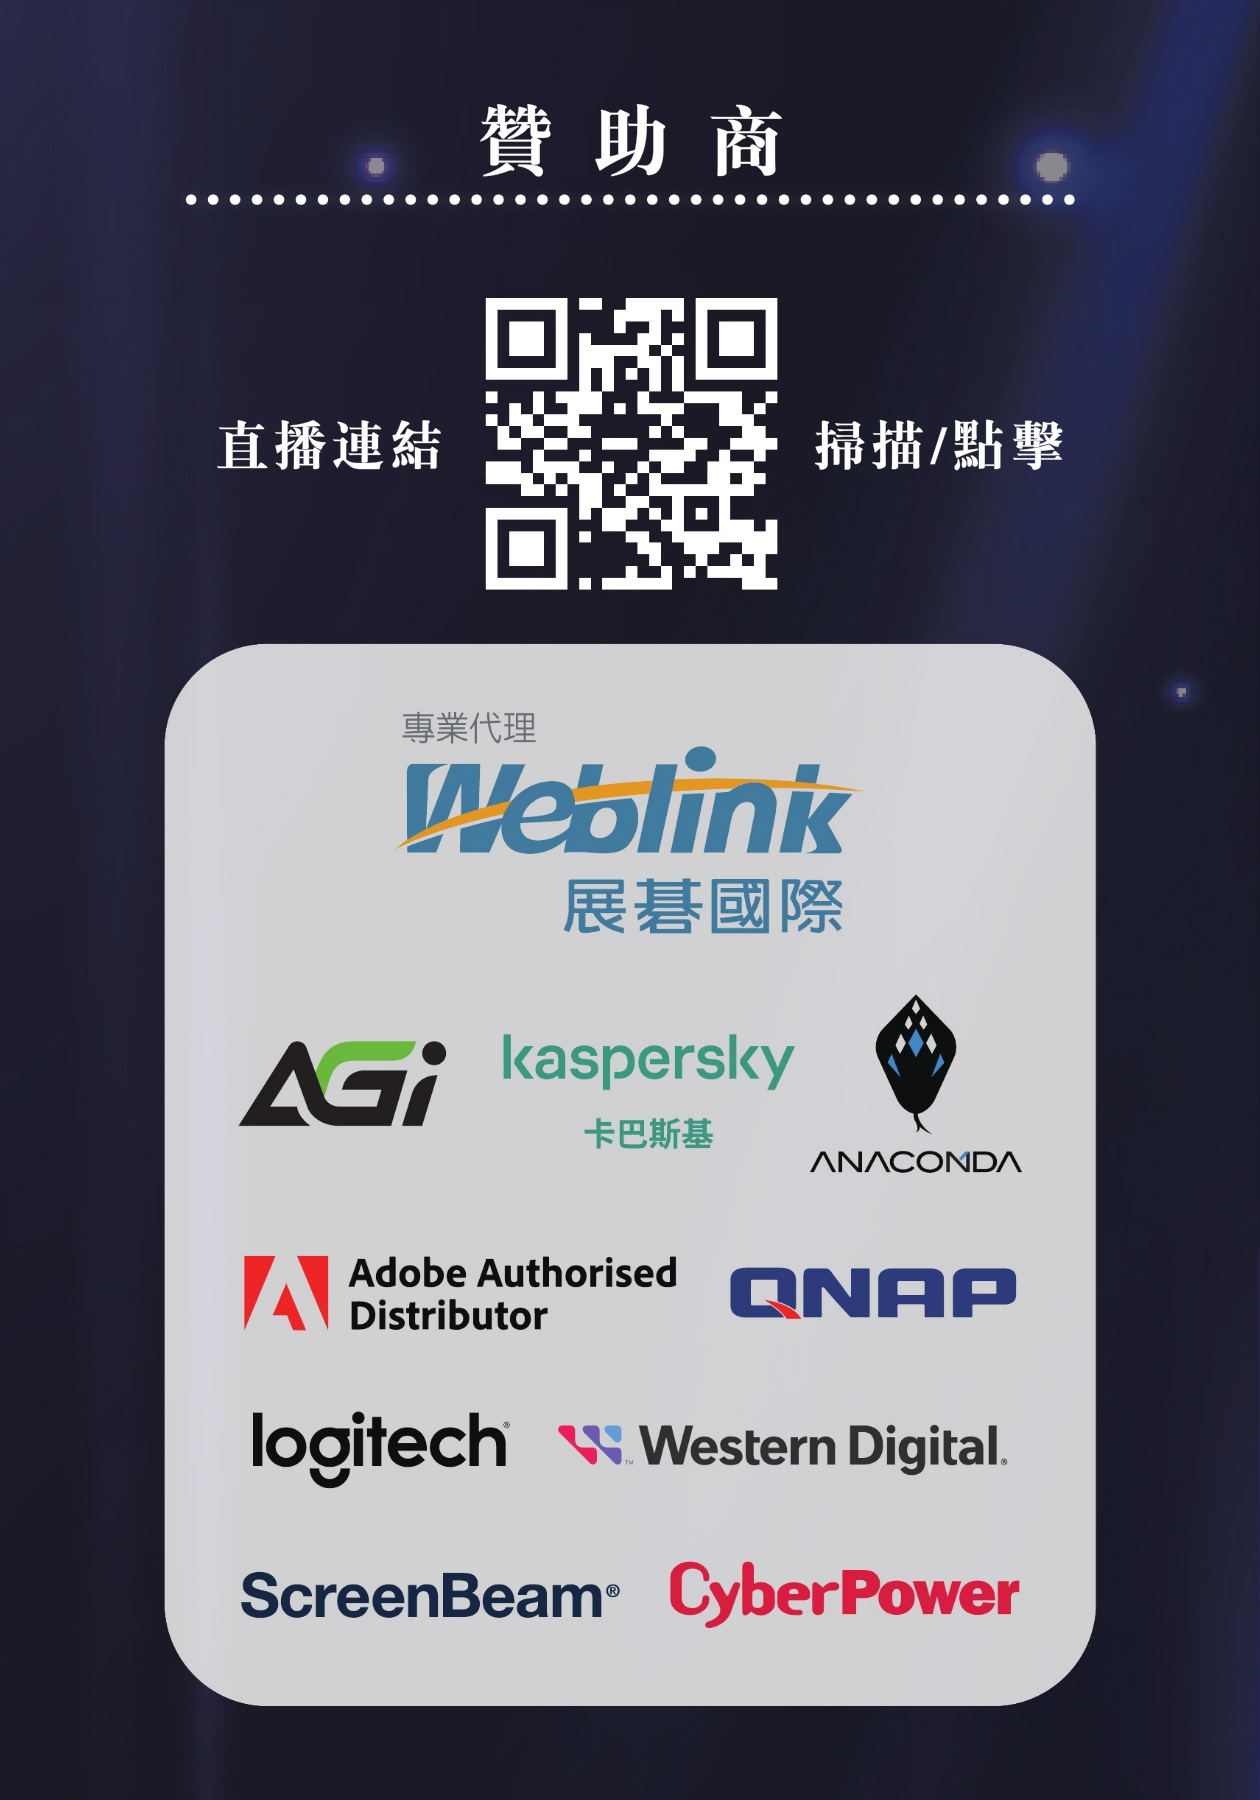 贊助商
直播連結
掃描/點擊
專業代理
Weblink
展碁國際
AGi
kaspersky
卡巴斯基
ANACONDA
Adobe Authorised
Distributor
QNAP
logitech®
™ Western Digital®
ScreenBeam®
CyberPower